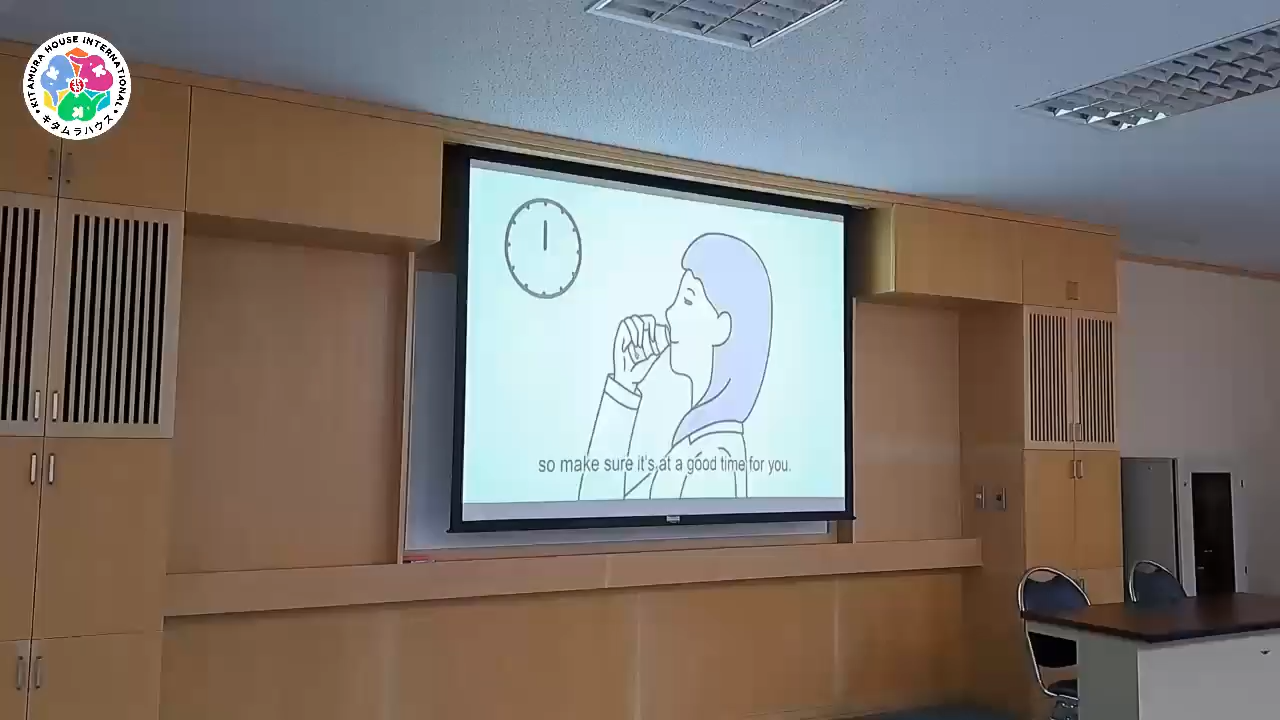 KITAMURA HOUSE INTERNATIONAL
キタムラハウス
so make sure it's at a good time for you.